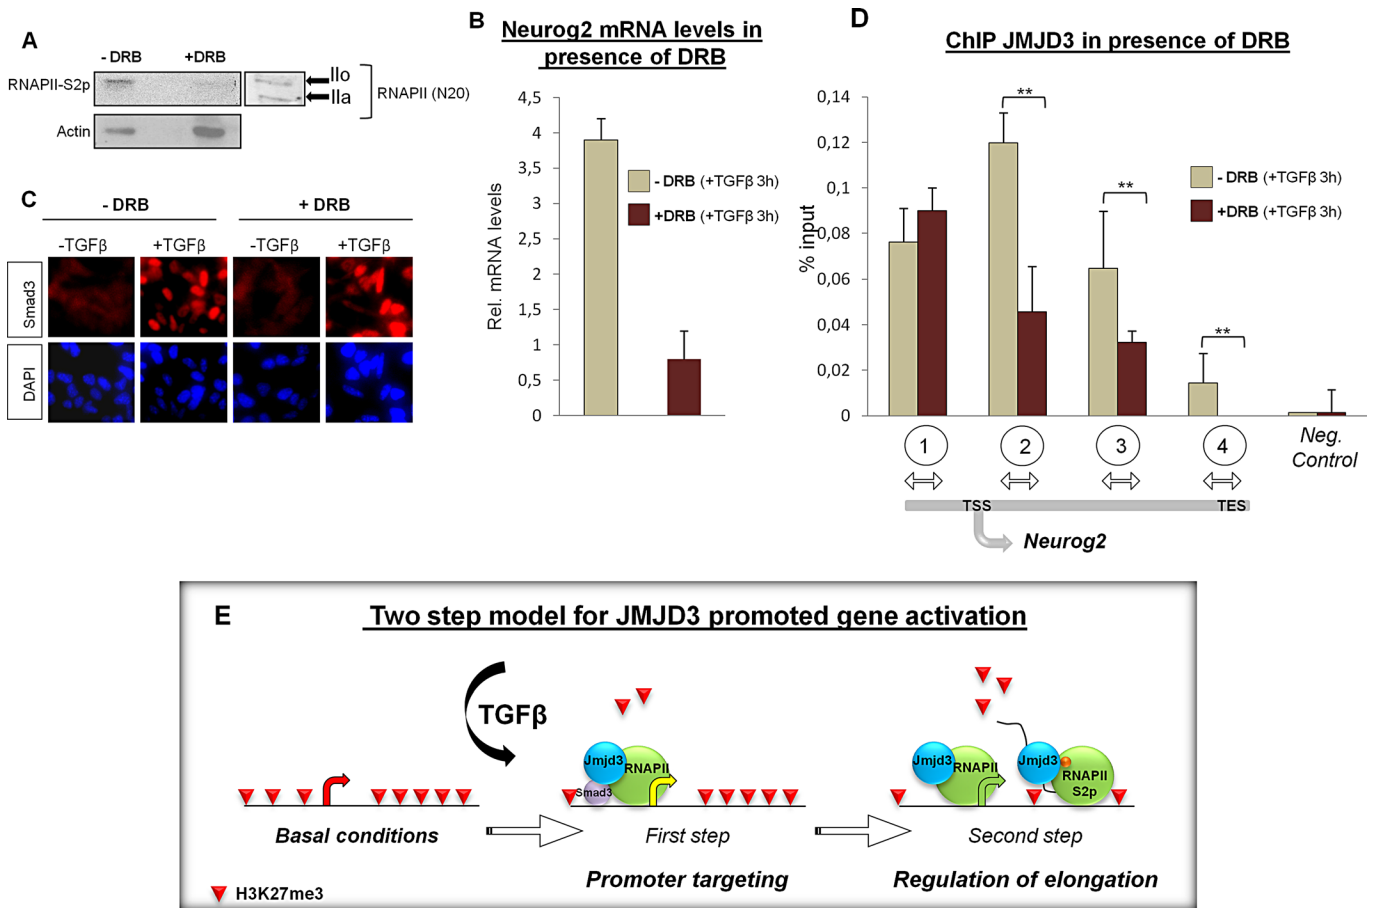 A
- DRB +DRB
RNAPII-S2p
IIo
IIa
RNAPII (N20)
Actin
B
Neurog2 mRNA levels in
presence of DRB
Rel. mRNA levels
4,5
4
3,5
3
2,5
2
1,5
1
0,5
0
- DRB (+TGFβ 3h)
+DRB (+TGFβ 3h)
C
- DRB + DRB
-TGFβ +TGFβ -TGFβ +TGFβ
Smad3
DAPI
D
ChIP JMJD3 in presence of DRB
% input
0,14
0,12
0,1
0,08
0,06
0,04
0,02
0
**
**
**
- DRB (+TGFβ 3h)
+DRB (+TGFβ 3h)
1 2 3 4
Neg.
Control
TSS TES
Neurog2
E
Two step model for JMJD3 promoted gene activation
TGFβ
Jmjd3
RNAPII
Smad3
Jmjd3
RNAPII
Jmjd3
RNAPII
S2p
Basal conditions First step Second step
Promoter targeting Regulation of elongation
H3K27me3